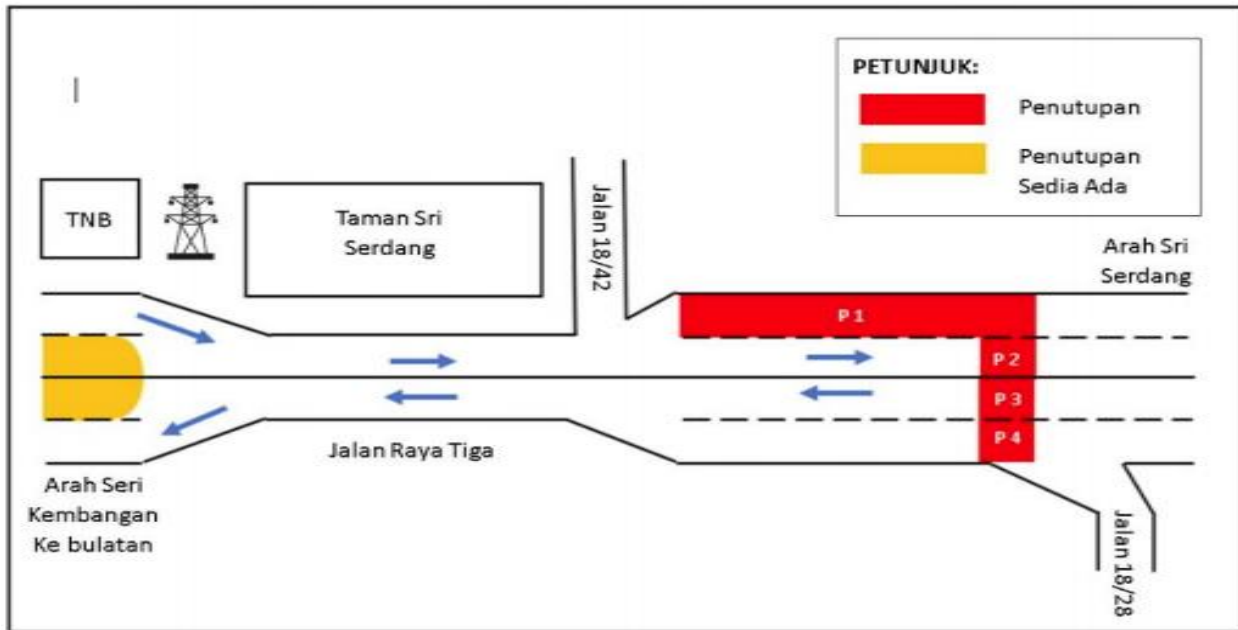 PETUNJUK:
Penutupan
Penutupan
Sedia Ada
TNB
Taman Sri
Serdang
Jalan 18/42
Arah Sri
Serdang
P 1
P 2
P 3
P 4
Jalan Raya Tiga
Arah Seri
Kembangan
Ke bulatan
Jalan 18/28